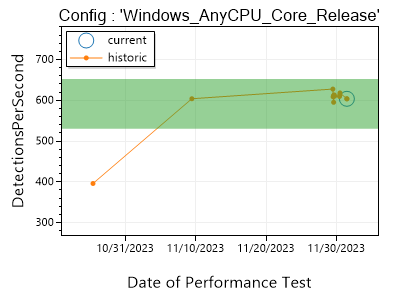 Config : 'Windows_AnyCPU_Core_Release'
current
historic
DetectionsPerSecond
700
600
500
400
300
10/31/2023
11/10/2023
11/20/2023
11/30/2023
Date of Performance Test